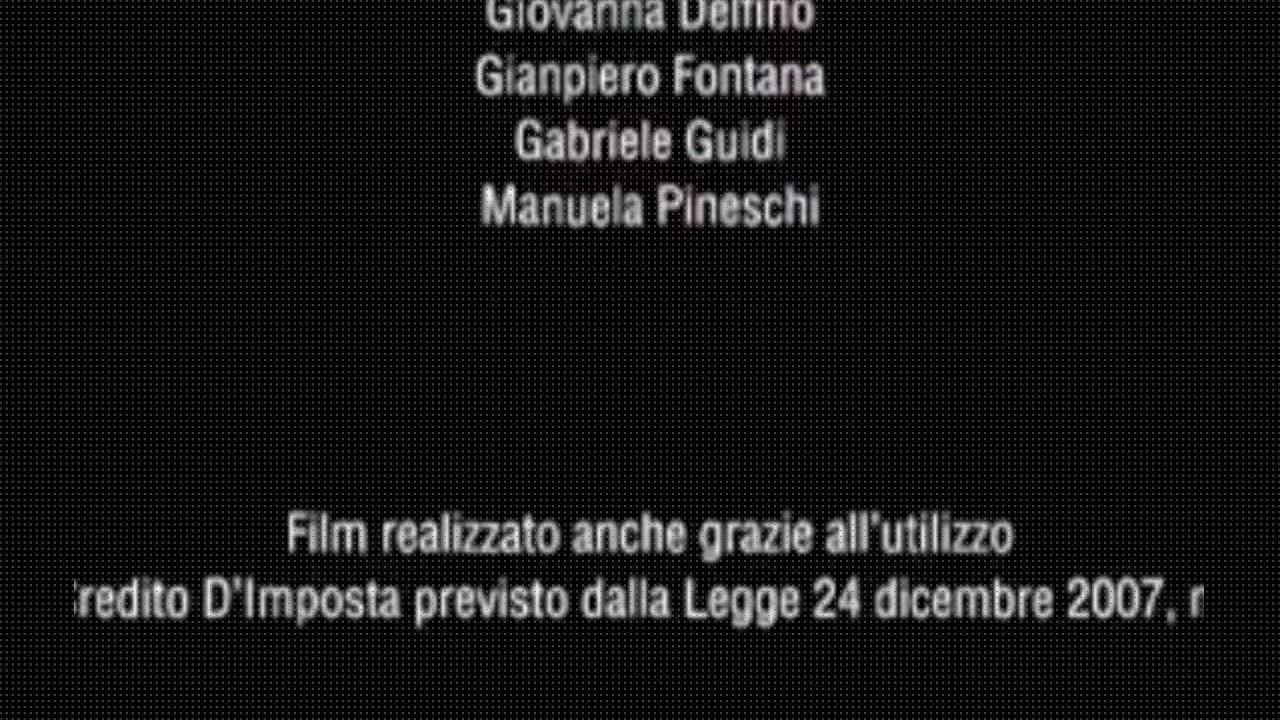 Giovanna Delfino
Gianpiero Fontana
Gabriele Guidi
Manuela Pineschi
Film realizzato anche grazie all'utilizzo
D'Imposta previsto dalla Legge 24 dicembre 2007,